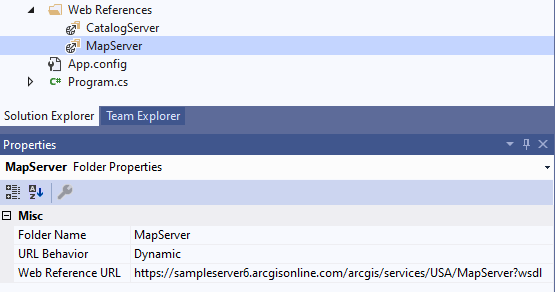 Web References
CatalogServer
MapServer
App.config
C# Program.cs
Solution Explorer Team Explorer
Properties
MapServer Folder Properties
A Z
Misc
Folder Name MapServer
URL Behavior Dynamic
Web Reference URL https://sampleserver6.arcgisonline.com/arcgis/services/USA/MapServer?wsdl